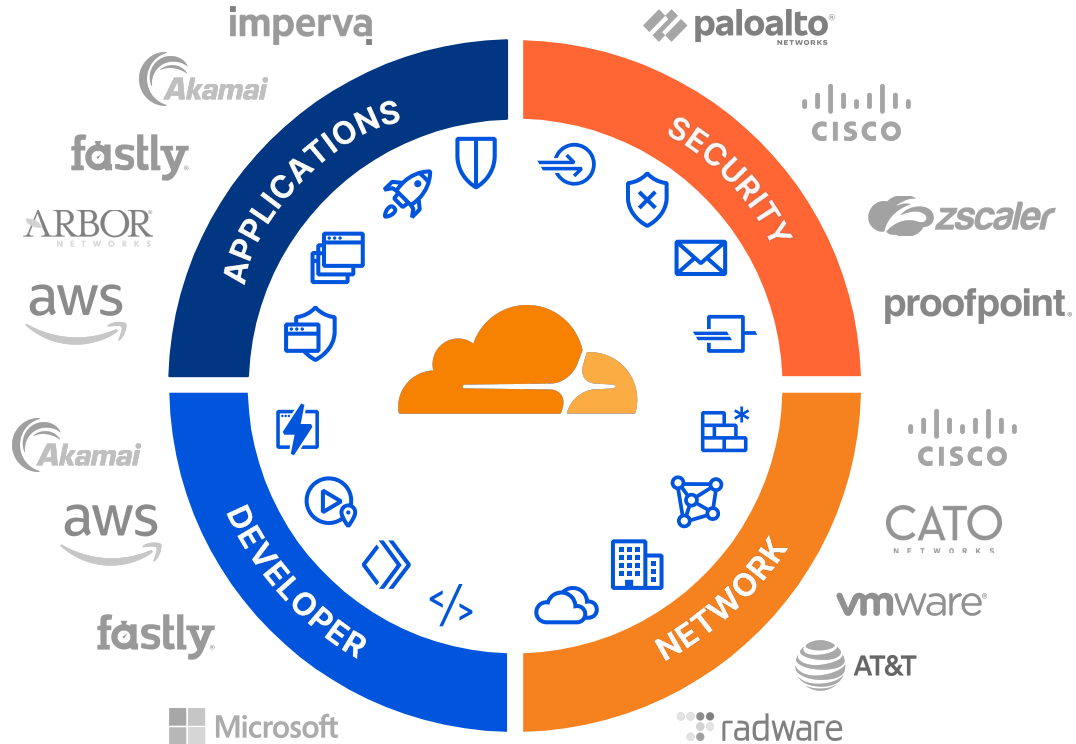 imperva
Akamai
fastly®
ARBOR®
NETWORKS
aws
APPLICATIONS
paloalto®
NETWORKS
CISCO
zscaler
proofpoint®
SECURITY
Akamai
aws
fastly®
Microsoft
DEVELOPER
</>
CISCO
CATO
NETWORKS
vmware®
AT&T
radware
NETWORK